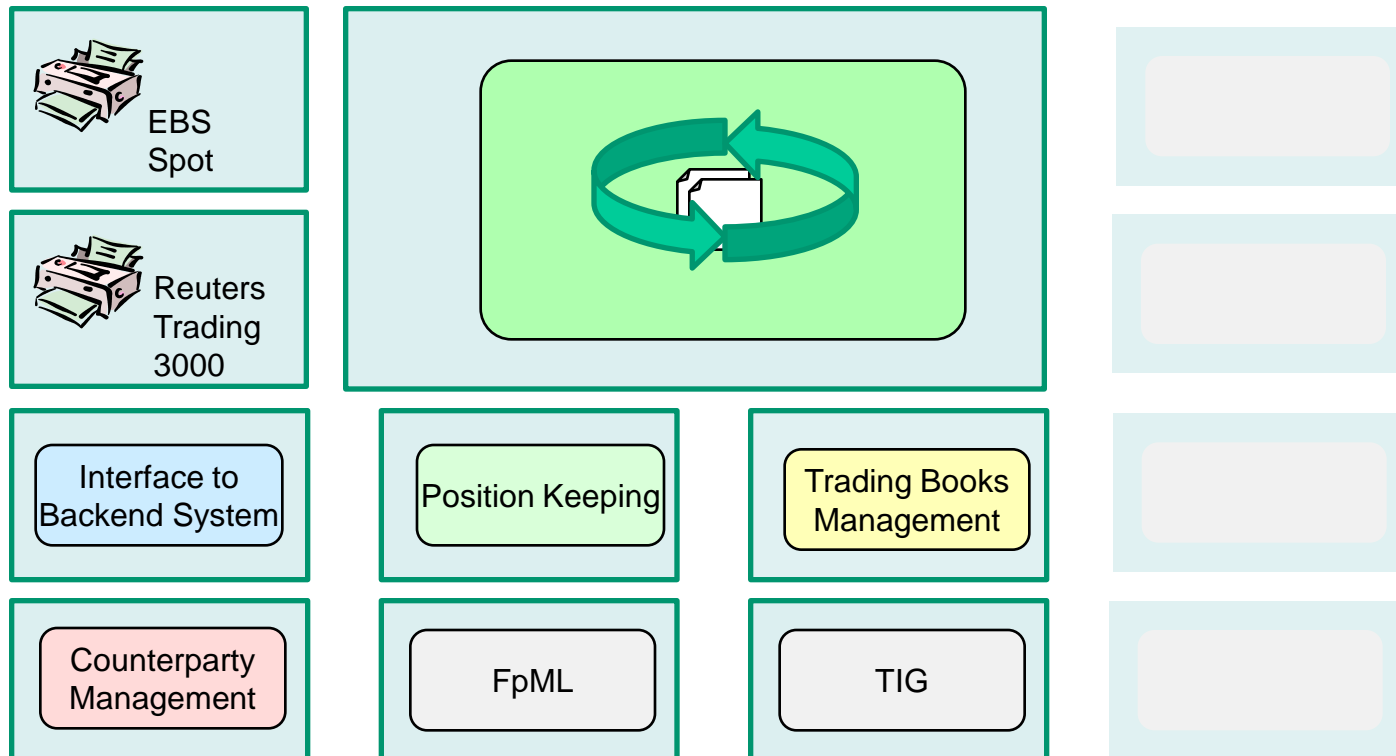 EBS
Spot
Reuters
Trading
3000
Interface to
Backend System
Position Keeping
Trading Books
Management
Counterparty
Management
FpML
TIG